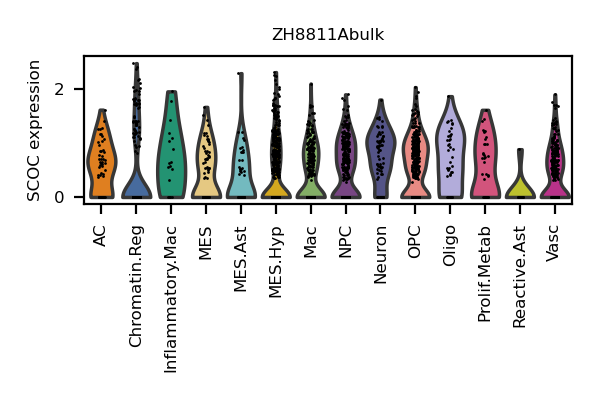 ZH8811Abulk
SCOC expression
2
0
AC
Chromatin.Reg
Inflammatory.Mac
MES
MES.Ast
MES.Hyp
Mac
NPC
Neuron
OPC
Oligo
Prolif.Metab
Reactive.Ast
Vasc